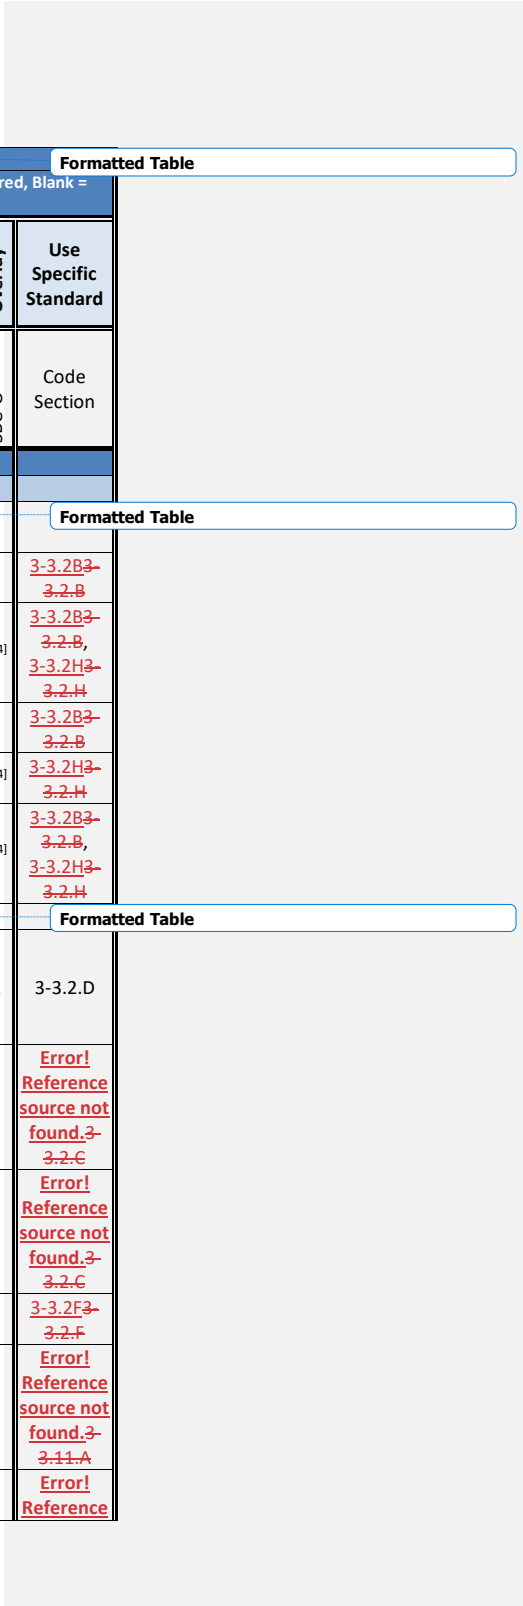 Formatted Table
red, Blank =
Use
Specific
Standard
Code
Section
Formatted Table
3-3.2B3-
3.2.B
3-3.2B3-
3.2.B,
3-3.2H3-
3.2.H
4]
3-3.2B3-
3.2.B
3-3.2H3-
3.2.H
4]
3-3.2B3-
3.2.B,
3-3.2H3-
3.2.H
4]
Formatted Table
3-3.2.D
Error!
Reference
source not
found.3-
3.2.C
Error!
Reference
source not
found.3-
3.2.C
3-3.2F3-
3.2.F
Error!
Reference
source not
found.3-
3.11.A
Error!
Reference